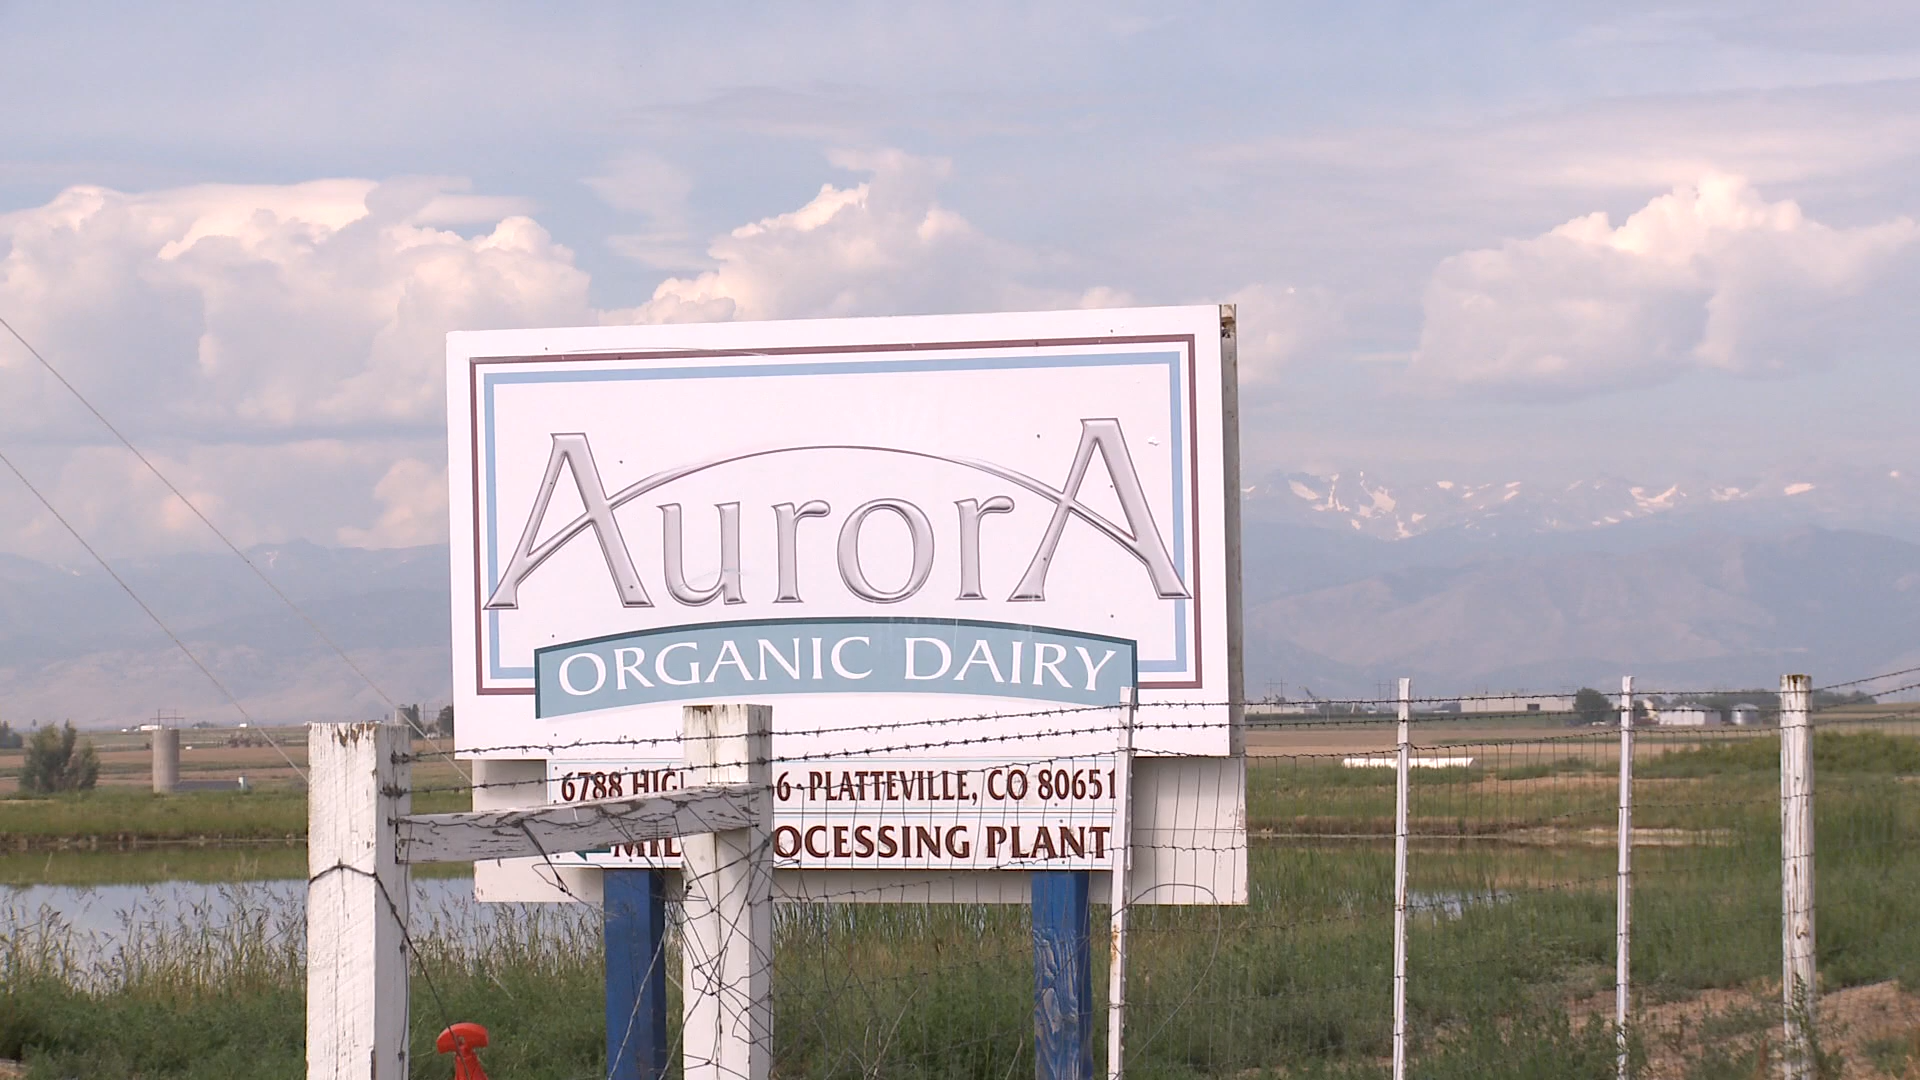 AurorA
ORGANIC DAIRY
6788 HIG 6 - PLATTEVILLE, CO 80651
MIL OCESSING PLANT